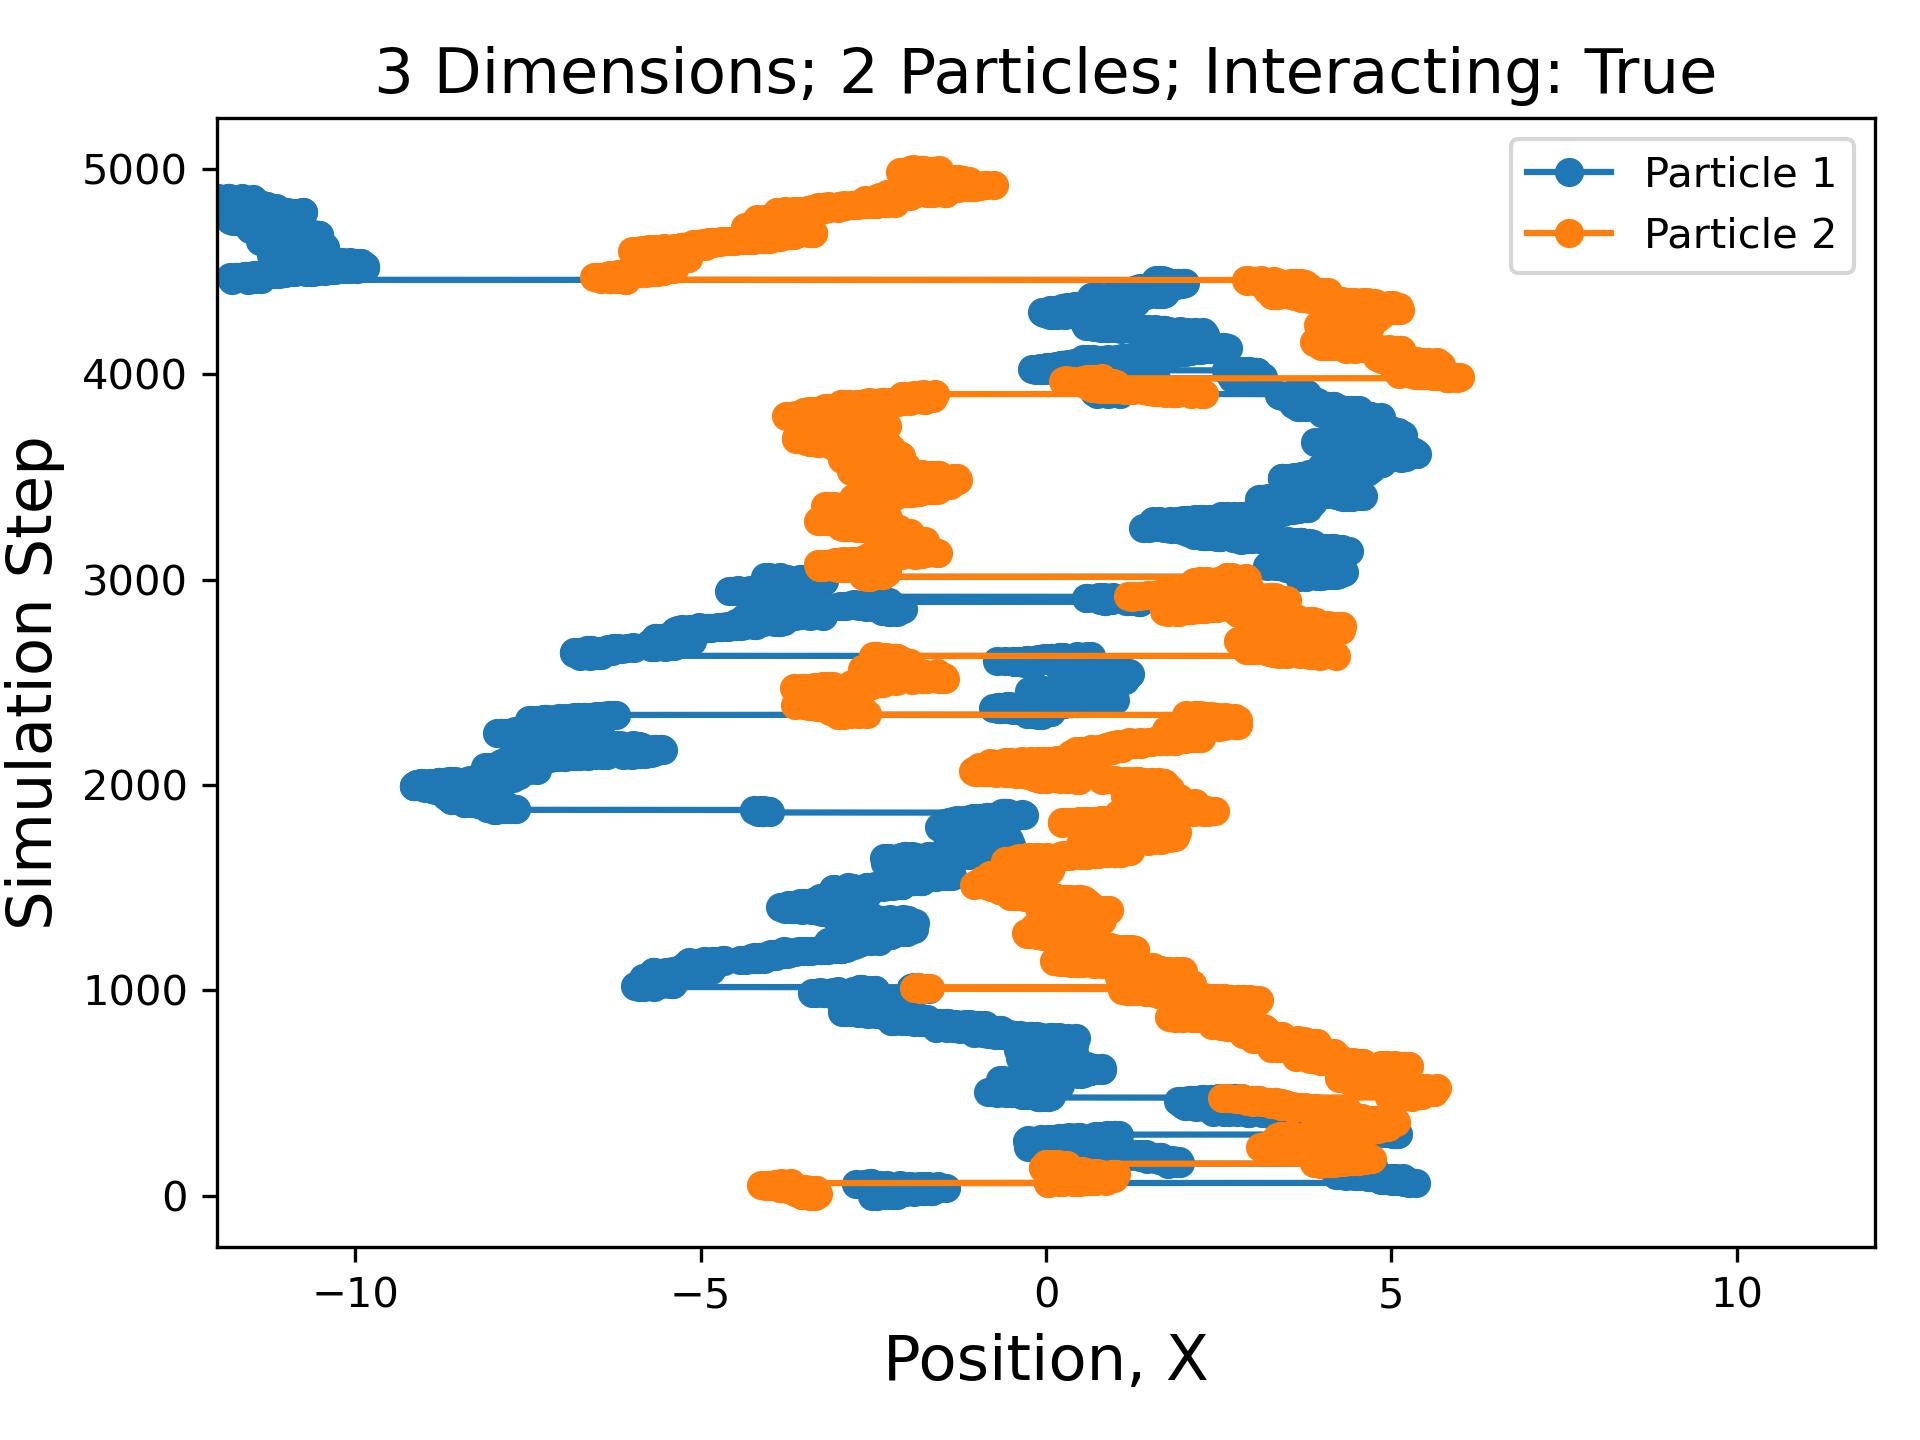 3 Dimensions; 2 Particles; Interacting: True
Particle 1
Particle 2
Simulation Step
5000
4000
3000
2000
1000
0
−10
−5
0
5
10
Position, X